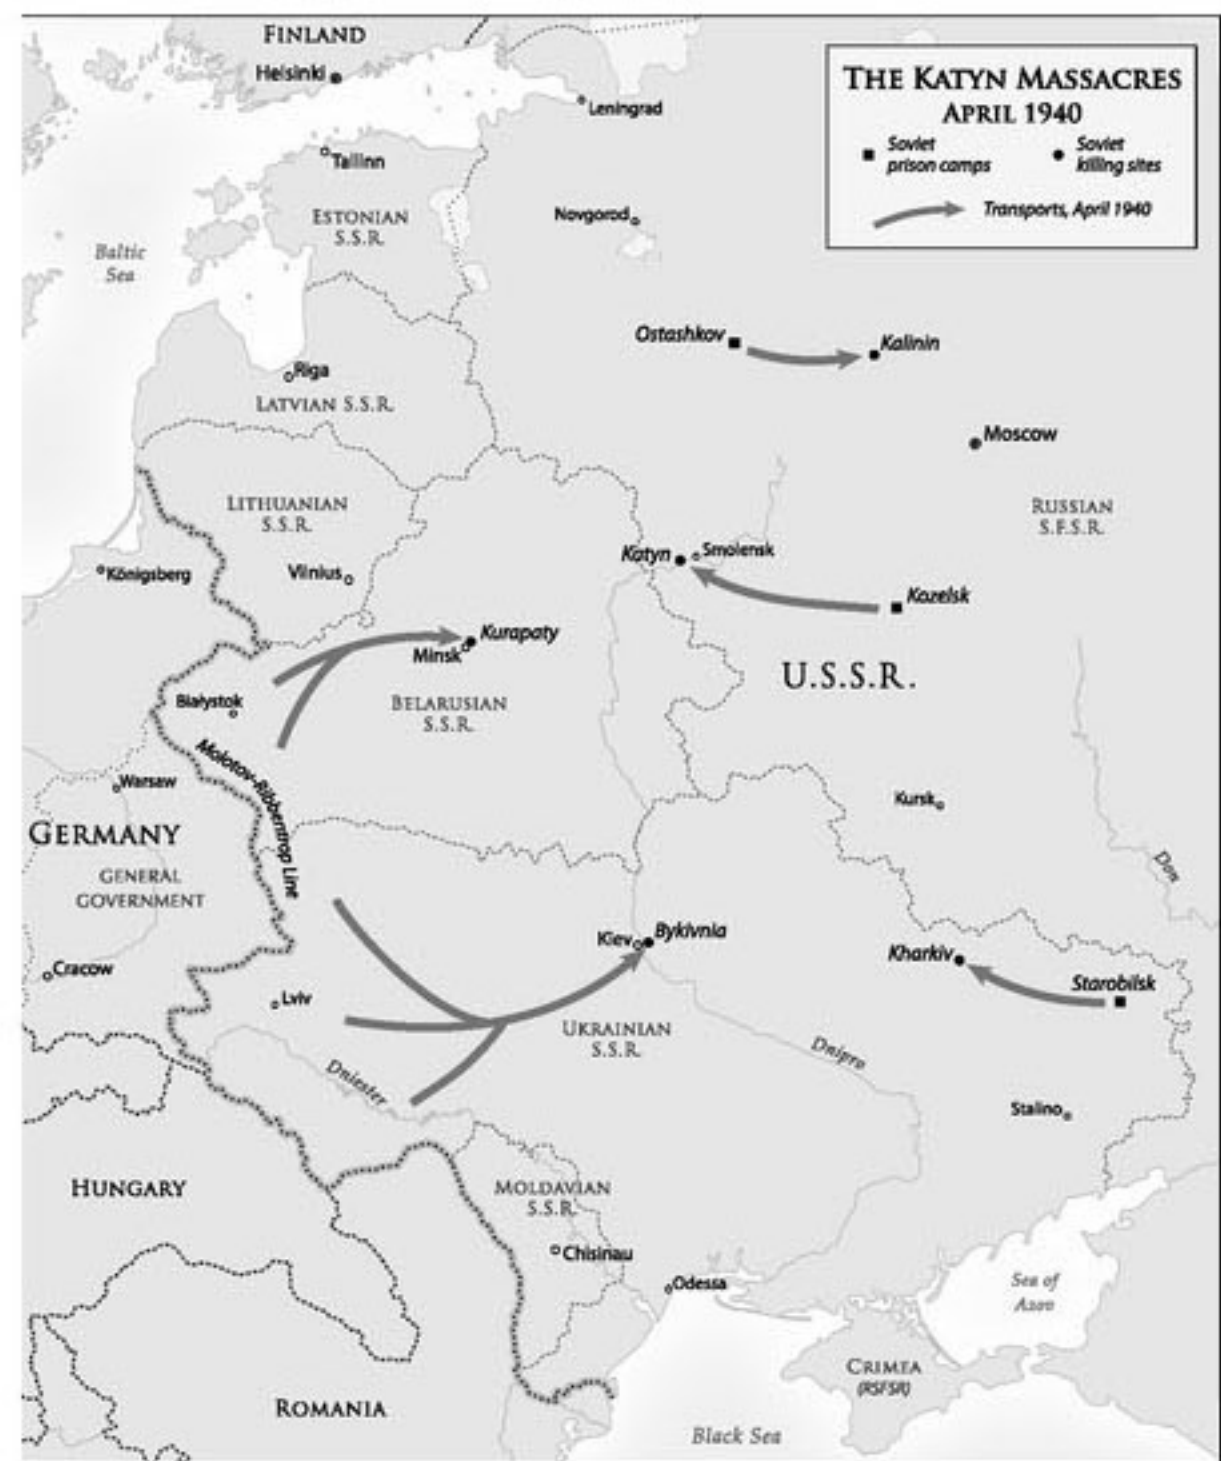 FINLAND
Helsinki
Leningrad
THE KATYN MASSACRES
APRIL 1940
Soviet
prison camps
Soviet
killing sites
Transports, April 1940
Tallinn
ESTONIAN
S.S.R.
Novgorod
Baltic
Sea
Ostashkov
Kalinin
Riga
LATVIAN S.S.R.
Moscow
LITHUANIAN
S.S.R.
RUSSIAN
S.F.S.R.
Katyn
Smolensk
Königsberg
Vilnius
Kozelsk
Kurapaty
Minsk
U.S.S.R.
Białystok
BELARUSIAN
S.S.R.
Molotov-Ribbentrop Line
Warsaw
Kursk
GERMANY
GENERAL
GOVERNMENT
Don
Kiev
Bykivnia
Kharkiv
Cracow
Starobilsk
Lviv
UKRAINIAN
S.S.R.
Dnipro
Dniester
Stalino
HUNGARY
MOLDAVIAN
S.S.R.
Chisinau
Odessa
Sea of
Azov
CRIMEA
(RSFSR)
ROMANIA
Black Sea